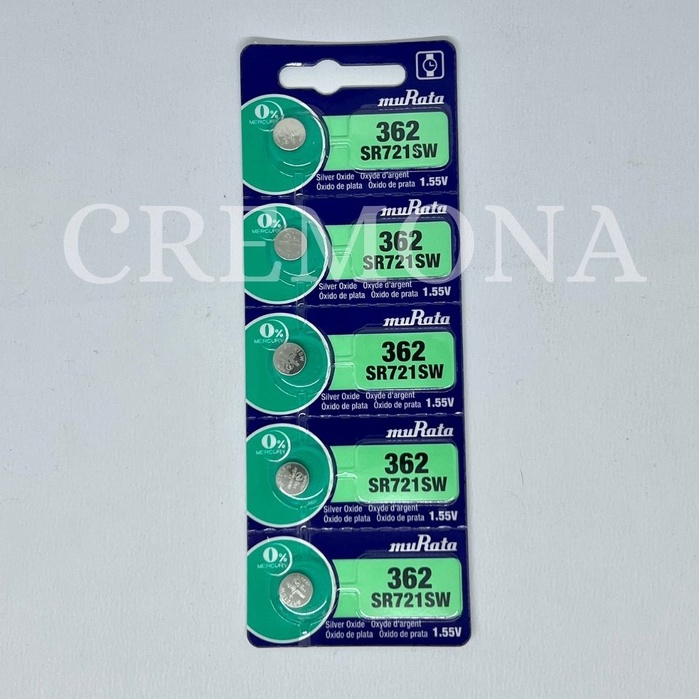 muRata
0%
MERCURY
362
SR721SW
Silver Oxide Oxyde d'argent
Óxido de plata Óxido de prata 1.55V
CREMONA
muRata
0%
MERCURY
362
SR721SW
Silver Oxide Oxyde d'argent
Óxido de plata Óxido de prata 1.55V
muRata
0%
MERCURY
362
SR721SW
Silver Oxide Oxyde d'argent
Óxido de plata Óxido de prata 1.55V
muRata
0%
MERCURY
362
SR721SW
Silver Oxide Oxyde d'argent
Óxido de plata Óxido de prata 1.55V
muRata
0%
MERCURY
362
SR721SW
Silver Oxide Oxyde d'argent
Óxido de plata Óxido de prata 1.55V